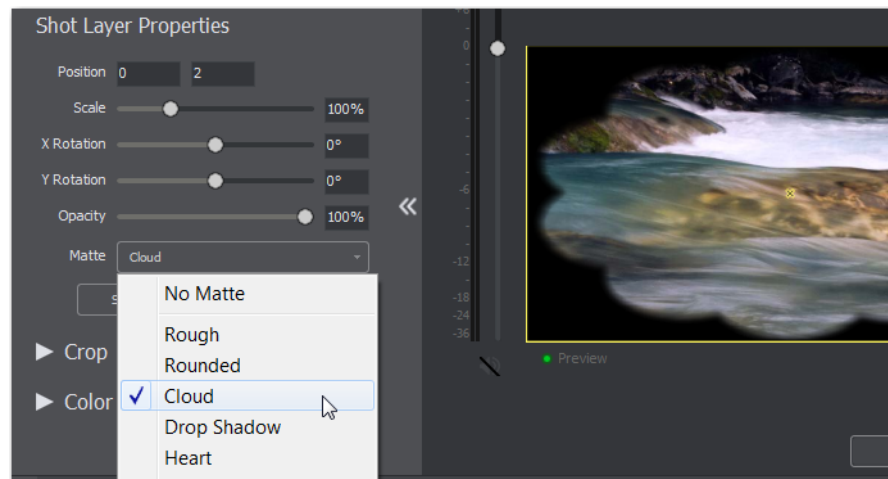 Shot Layer Properties
Position 0 2
Scale 100%
X Rotation 0°
Y Rotation 0°
Opacity 100%
Matte Cloud
No Matte
Rough
Rounded
Cloud
Drop Shadow
Heart
Crop
Color
0
-6
-12
-18
-24
-36
Preview